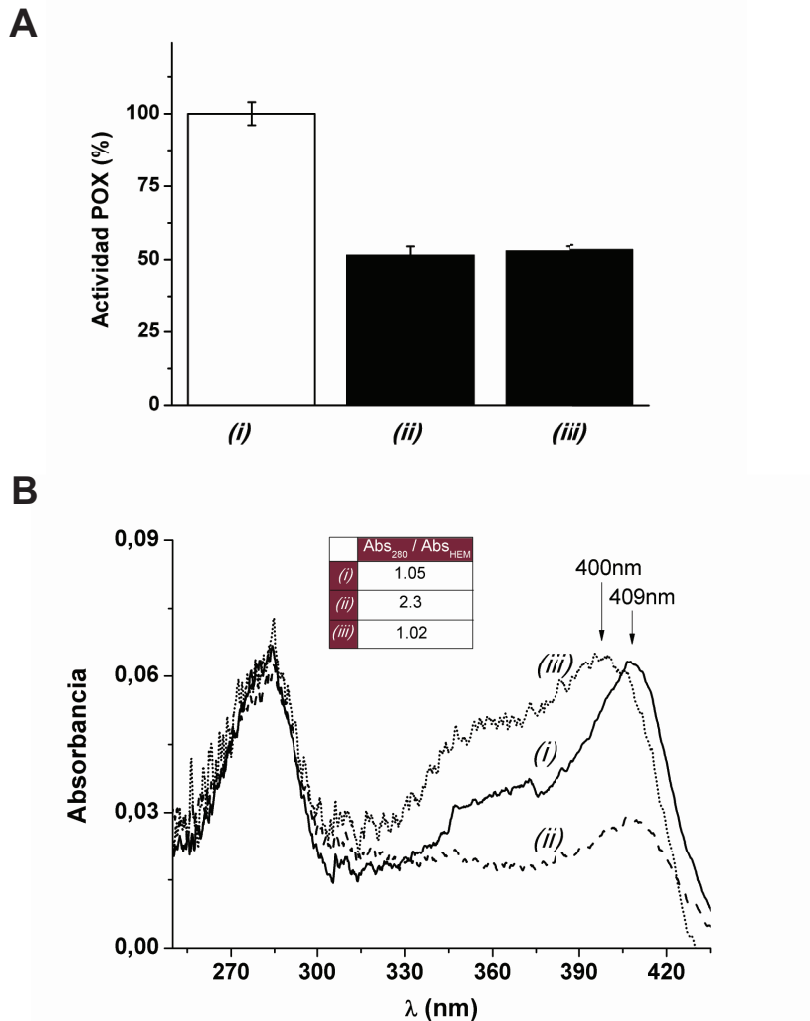 A
Actividad POX (%)
100
75
50
25
0
(i)
(ii)
(iii)
B
Absorbancia
0,09
0,06
0,03
0,00
Abs280 / AbsHEM
(i) 1.05
(ii) 2.3
(iii) 1.02
400nm
409nm
(iii)
(i)
(ii)
270 300 330 360 390 420
λ (nm)